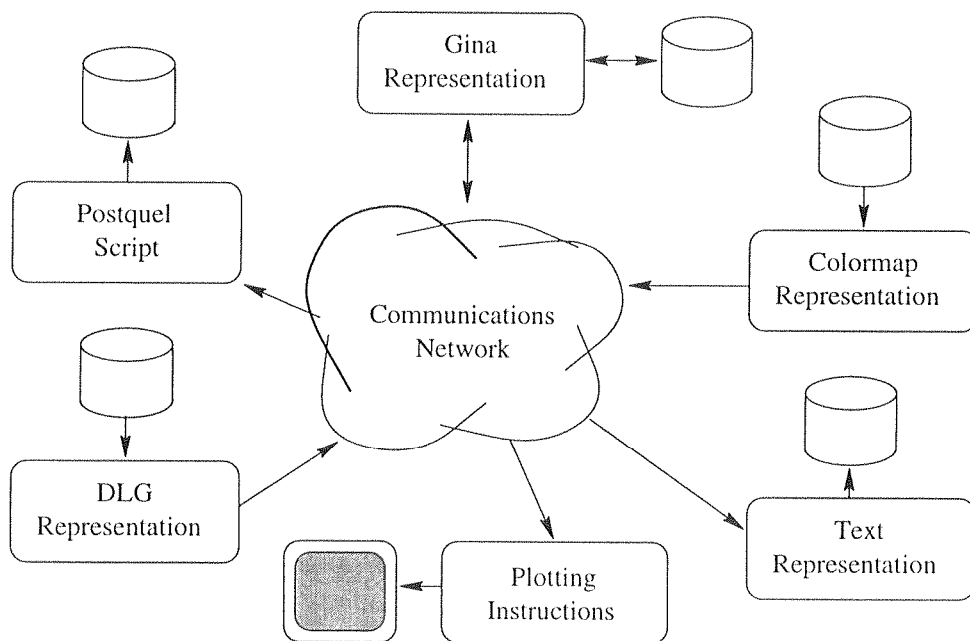 Gina
Representation
Postquel
Script
Colormap
Representation
Communications
Network
DLG
Representation
Text
Representation
Plotting
Instructions